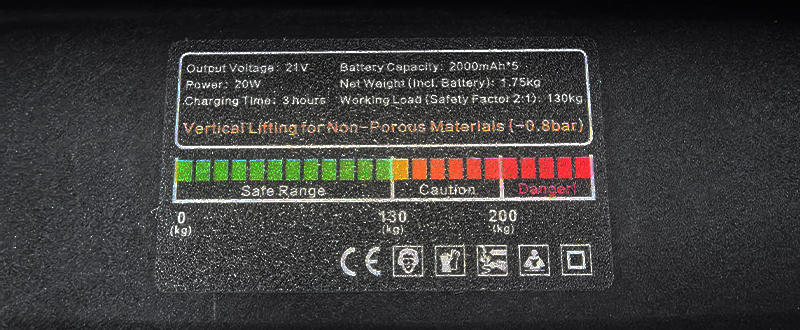 Output Voltage: 21V Battery Capacity: 2000mAh*5
Power: 20W Net Weight (Incl. Battery): 1.75kg
Charging Time: 3 hours Working Load (Safety Factor 2:1): 130kg
Vertical Lifting for Non-Porous Materials (-0.8bar)
Safe Range Caution Danger!
0 130 200
(kg) (kg) (kg)
CE